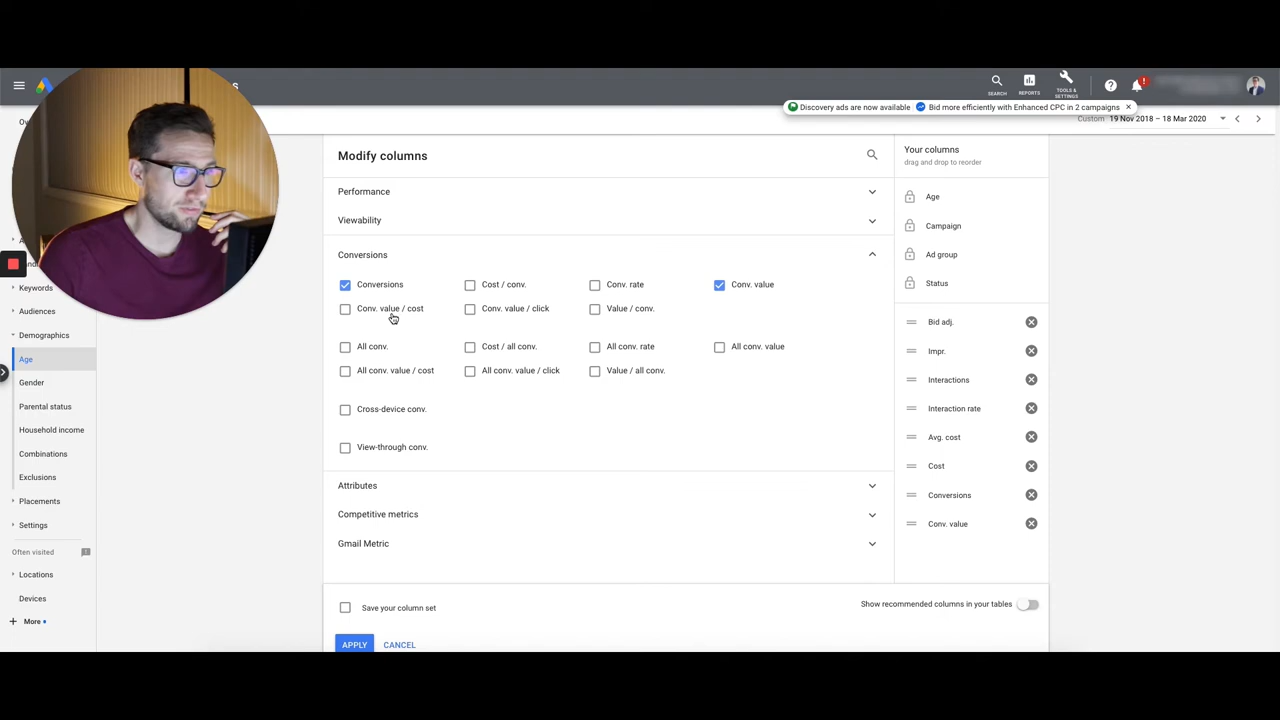 s
SEARCH
REPORTS
TOOLS &
SETTINGS
!
Discovery ads are now available
Bid more efficiently with Enhanced CPC in 2 campaigns
Custom 19 Nov 2018 – 18 Mar 2020
Keywords
Audiences
Demographics
Age
Gender
Parental status
Household income
Combinations
Exclusions
Placements
Settings
Often visited
Locations
Devices
More
Modify columns
Performance
Viewability
Conversions
Conversions Cost / conv. Conv. rate Conv. value
Conv. value / cost Conv. value / click Value / conv.
All conv. Cost / all conv. All conv. rate All conv. value
All conv. value / cost All conv. value / click Value / all conv.
Cross-device conv.
View-through conv.
Attributes
Competitive metrics
Gmail Metric
Save your column set
Show recommended columns in your tables
APPLY CANCEL
Your columns
drag and drop to reorder
Age
Campaign
Ad group
Status
Bid adj.
Impr.
Interactions
Interaction rate
Avg. cost
Cost
Conversions
Conv. value